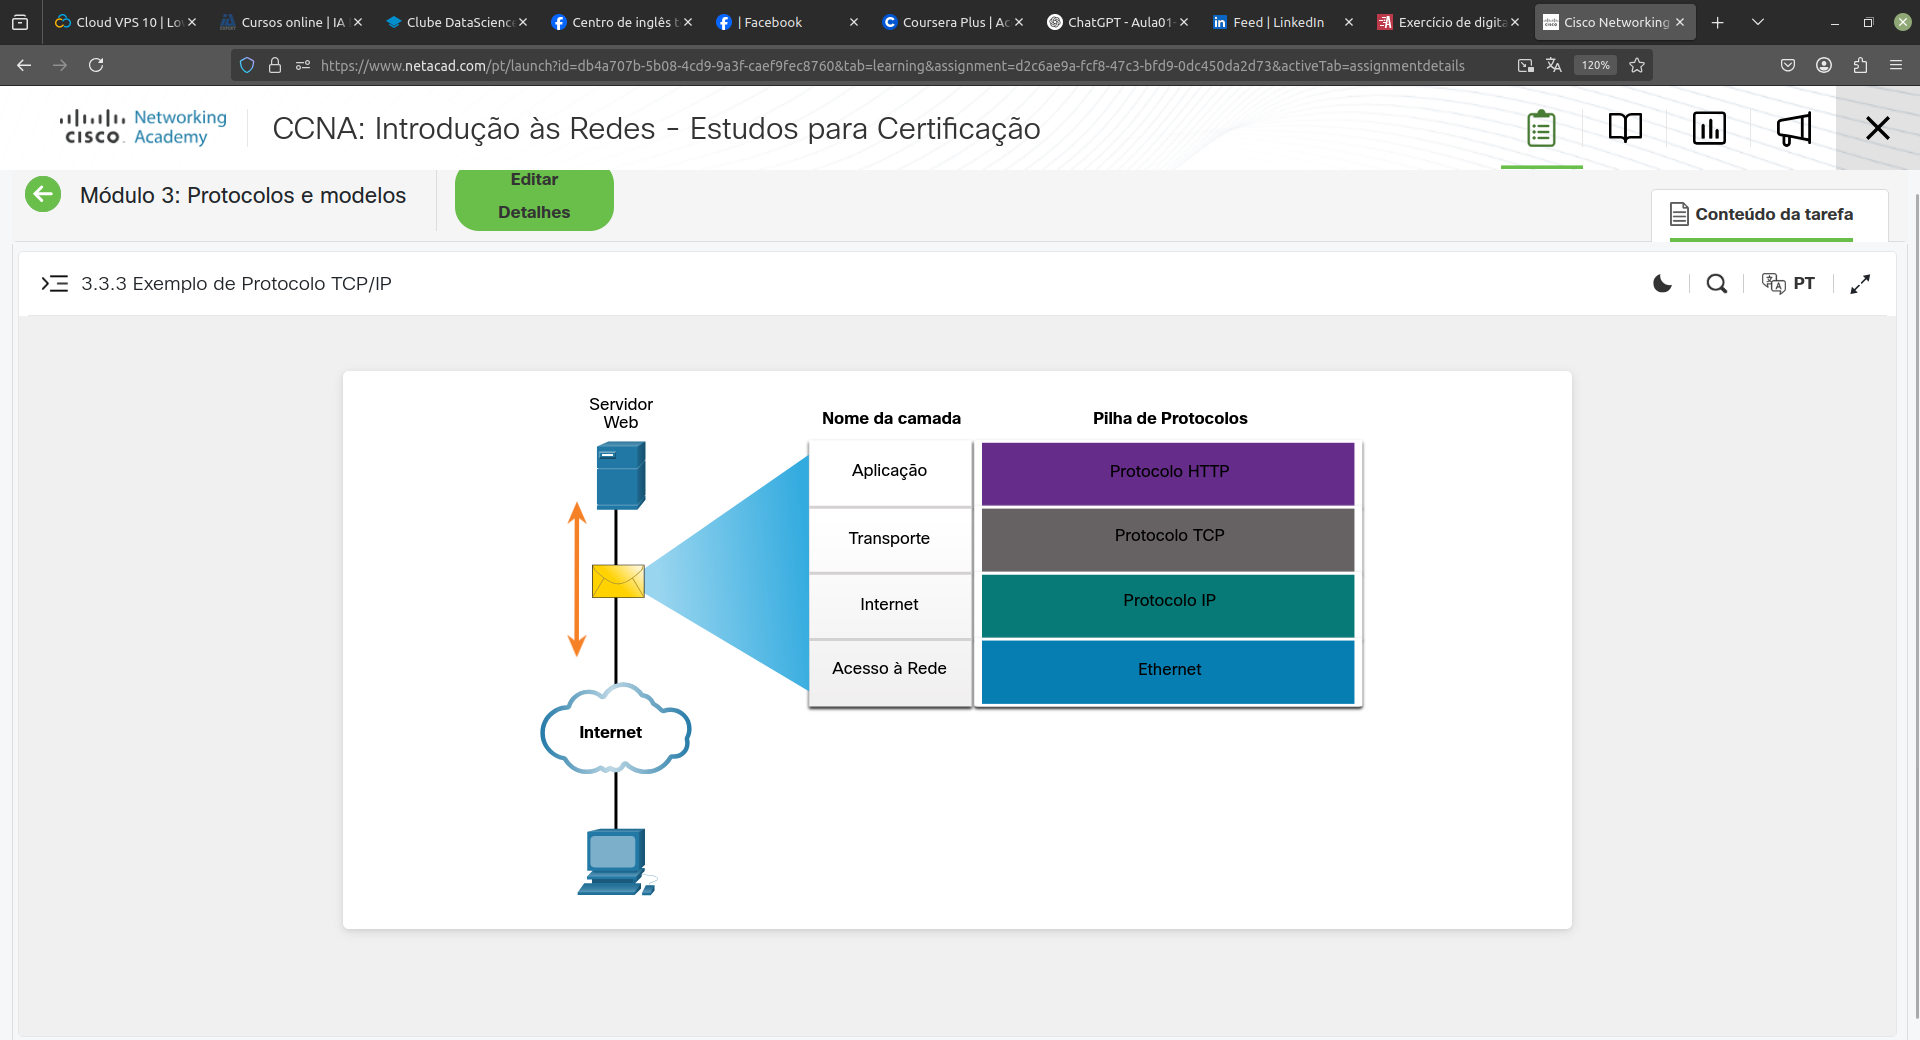 Cloud VPS 10 | Lo
Cursos online | IA
Clube DataScience
Centro de inglês t
| Facebook
Coursera Plus | Ac
ChatGPT - Aula01
Feed | LinkedIn
Exercício de digita
Cisco Networking
https://www.netacad.com/pt/launch?id=db4a707b-5b08-4cd9-9a3f-caef9fec8760&tab=learning&assignment=d2c6ae9a-fcf8-47c3-bfd9-0dc450da2d73&activeTab=assignmentdetails
120%
cisco Networking Academy
CCNA: Introdução às Redes - Estudos para Certificação
Módulo 3: Protocolos e modelos
Editar
Detalhes
Conteúdo da tarefa
3.3.3 Exemplo de Protocolo TCP/IP
PT
Servidor
Web
Nome da camada
Pilha de Protocolos
Aplicação
Protocolo HTTP
Transporte
Protocolo TCP
Internet
Protocolo IP
Acesso à Rede
Ethernet
Internet